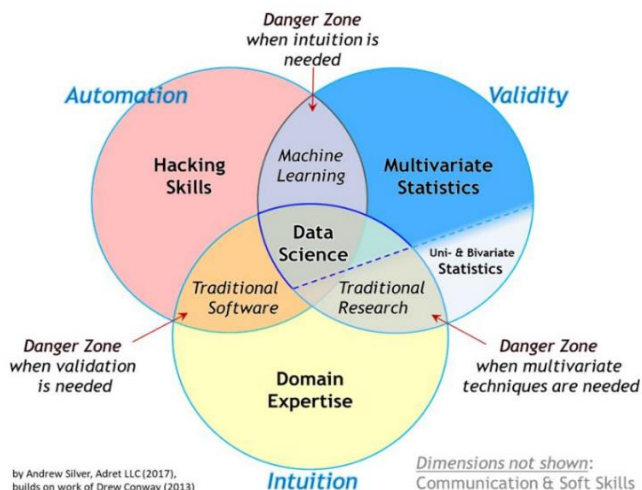 Danger Zone
when intuition is
needed
Automation
Validity
Hacking
Skills
Machine
Learning
Multivariate
Statistics
Data
Science
Uni- & Bivariate
Statistics
Traditional
Software
Traditional
Research
Danger Zone
when validation
is needed
Domain
Expertise
Danger Zone
when multivariate
techniques are needed
by Andrew Silver, Adret LLC (2017),
builds on work of Drew Conway (2013)
Intuition
Dimensions not shown:
Communication & Soft Skills